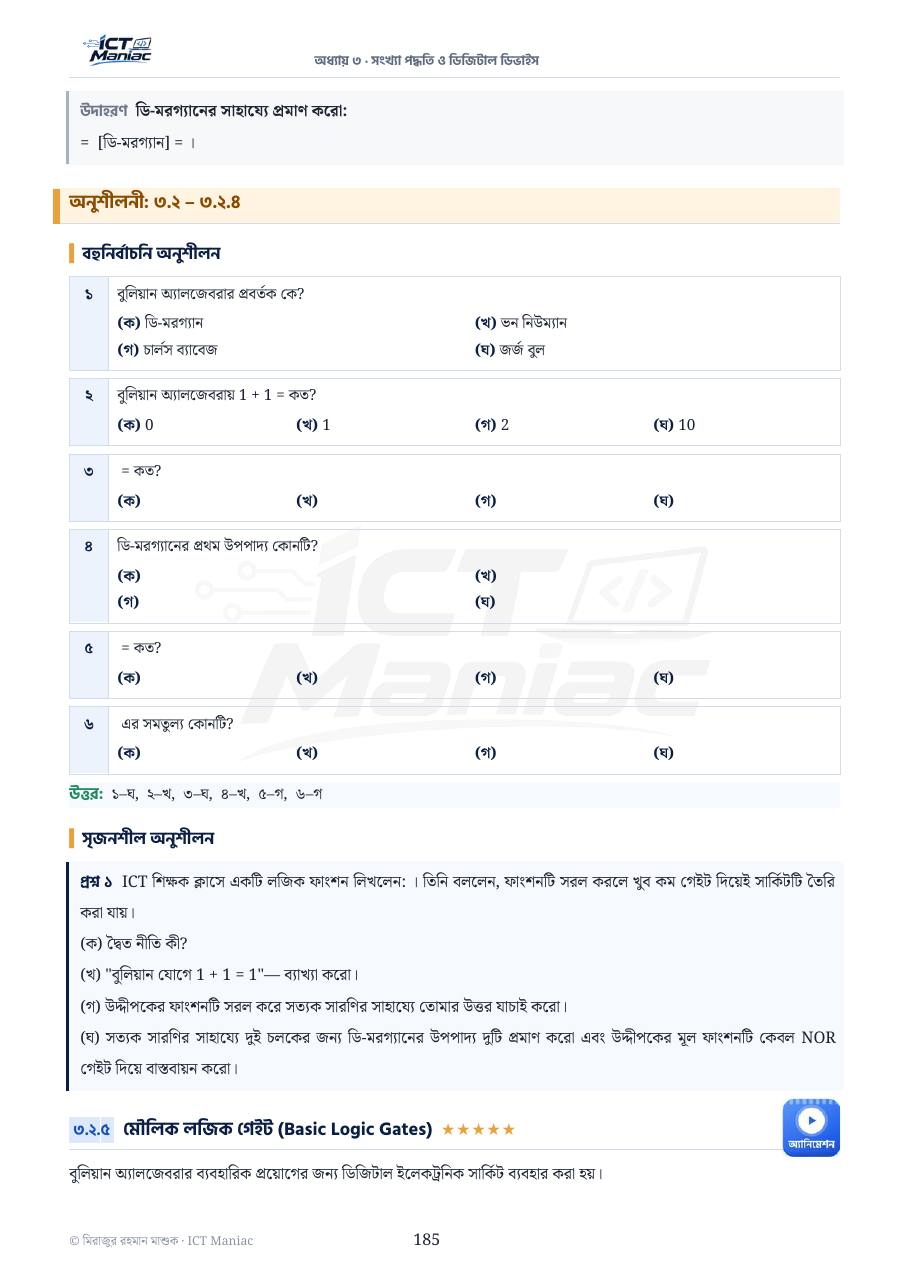 ICT
Maniac
অধ্যায় ৩ · সংখ্যা পদ্ধতি ও ডিজিটাল ডিভাইস
উদাহরণ ডি-মরগ্যানের সাহায্যে প্রমাণ করো:
= [ডি-মরগ্যান] = ।
অনুশীলনী: ৩.২ – ৩.২.৪
বহুনির্বাচনি অনুশীলন
১ বুলিয়ান অ্যালজেবরার প্রবর্তক কে?
(ক) ডি-মরগ্যান (খ) ভন নিউম্যান
(গ) চার্লস ব্যাবেজ (ঘ) জর্জ বুল
২ বুলিয়ান অ্যালজেবরায় 1 + 1 = কত?
(ক) 0 (খ) 1 (গ) 2 (ঘ) 10
৩ = কত?
(ক) (খ) (গ) (ঘ)
৪ ডি-মরগ্যানের প্রথম উপপাদ্য কোনটি?
(ক) (খ)
(গ) (ঘ)
৫ = কত?
(ক) (খ) (গ) (ঘ)
৬ এর সমতুল্য কোনটি?
(ক) (খ) (গ) (ঘ)
ICT
Maniac
উত্তর: ১–ঘ, ২–খ, ৩–ঘ, ৪–খ, ৫–গ, ৬–গ
সৃজনশীল অনুশীলন
প্রশ্ন ১ ICT শিক্ষক ক্লাসে একটি লজিক ফাংশন লিখলেন: । তিনি বললেন, ফাংশনটি সরল করলে খুব কম গেইট দিয়েই সার্কিটটি তৈরি
করা যায়।
(ক) দ্বৈত নীতি কী?
(খ) "বুলিয়ান যোগে 1 + 1 = 1"— ব্যাখ্যা করো।
(গ) উদ্দীপকের ফাংশনটি সরল করে সত্যক সারণির সাহায্যে তোমার উত্তর যাচাই করো।
(ঘ) সত্যক সারণির সাহায্যে দুই চলকের জন্য ডি-মরগ্যানের উপপাদ্য দুটি প্রমাণ করো এবং উদ্দীপকের মূল ফাংশনটি কেবল NOR
গেইট দিয়ে বাস্তবায়ন করো।
৩.২.৫ মৌলিক লজিক গেইট (Basic Logic Gates) ★★★★★
অ্যানিমেশন
বুলিয়ান অ্যালজেবরার ব্যবহারিক প্রয়োগের জন্য ডিজিটাল ইলেকট্রনিক সার্কিট ব্যবহার করা হয়।
© মিরাজুর রহমান মাশুক · ICT Maniac 185